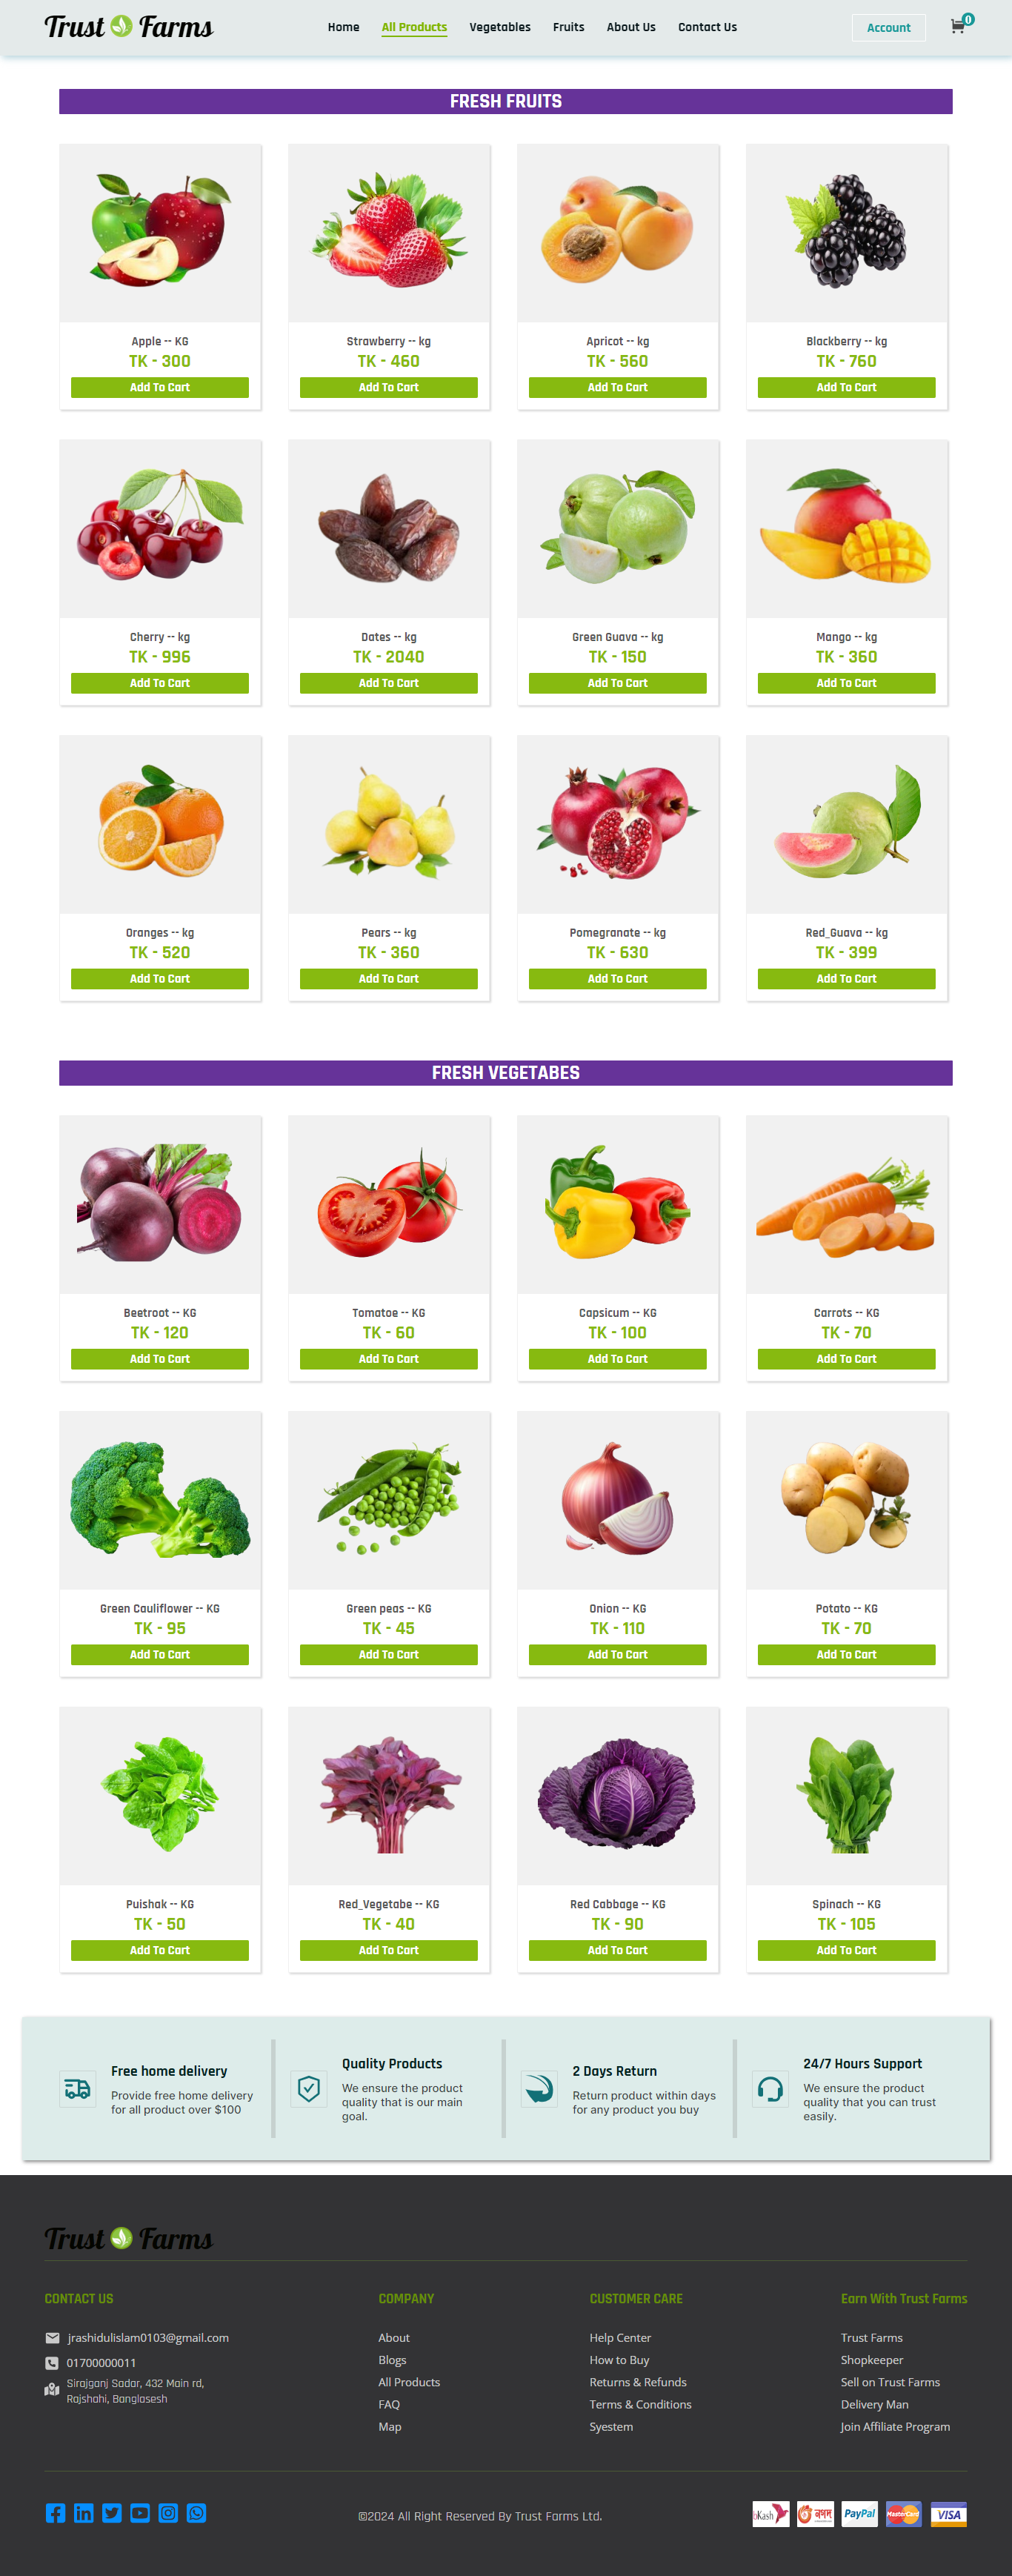 Trust Farms
Home All Products Vegetables Fruits About Us Contact Us
Account
0
FRESH FRUITS
Apple -- KG
TK - 300
Add To Cart
Strawberry -- kg
TK - 460
Add To Cart
Apricot -- kg
TK - 560
Add To Cart
Blackberry -- kg
TK - 760
Add To Cart
Cherry -- kg
TK - 996
Add To Cart
Dates -- kg
TK - 2040
Add To Cart
Green Guava -- kg
TK - 150
Add To Cart
Mango -- kg
TK - 360
Add To Cart
Oranges -- kg
TK - 520
Add To Cart
Pears -- kg
TK - 360
Add To Cart
Pomegranate -- kg
TK - 630
Add To Cart
Red_Guava -- kg
TK - 399
Add To Cart
FRESH VEGETABES
Beetroot -- KG
TK - 120
Add To Cart
Tomatoe -- KG
TK - 60
Add To Cart
Capsicum -- KG
TK - 100
Add To Cart
Carrots -- KG
TK - 70
Add To Cart
Green Cauliflower -- KG
TK - 95
Add To Cart
Green peas -- KG
TK - 45
Add To Cart
Onion -- KG
TK - 110
Add To Cart
Potato -- KG
TK - 70
Add To Cart
Puishak -- KG
TK - 50
Add To Cart
Red_Vegetabe -- KG
TK - 40
Add To Cart
Red Cabbage -- KG
TK - 90
Add To Cart
Spinach -- KG
TK - 105
Add To Cart
Free home delivery
Provide free home delivery
for all product over $100
Quality Products
We ensure the product
quality that is our main
goal.
2 Days Return
Return product within days
for any product you buy
24/7 Hours Support
We ensure the product
quality that you can trust
easily.
Trust Farms
CONTACT US
jrashidulislam0103@gmail.com
01700000011
Sirajganj Sadar, 432 Main rd,
Rajshahi, Banglasesh
COMPANY
About
Blogs
All Products
FAQ
Map
CUSTOMER CARE
Help Center
How to Buy
Returns & Refunds
Terms & Conditions
Syestem
Earn With Trust Farms
Trust Farms
Shopkeeper
Sell on Trust Farms
Delivery Man
Join Affiliate Program
©2024 All Right Reserved By Trust Farms Ltd.
bKash
নগদ
PayPal
MasterCard
VISA